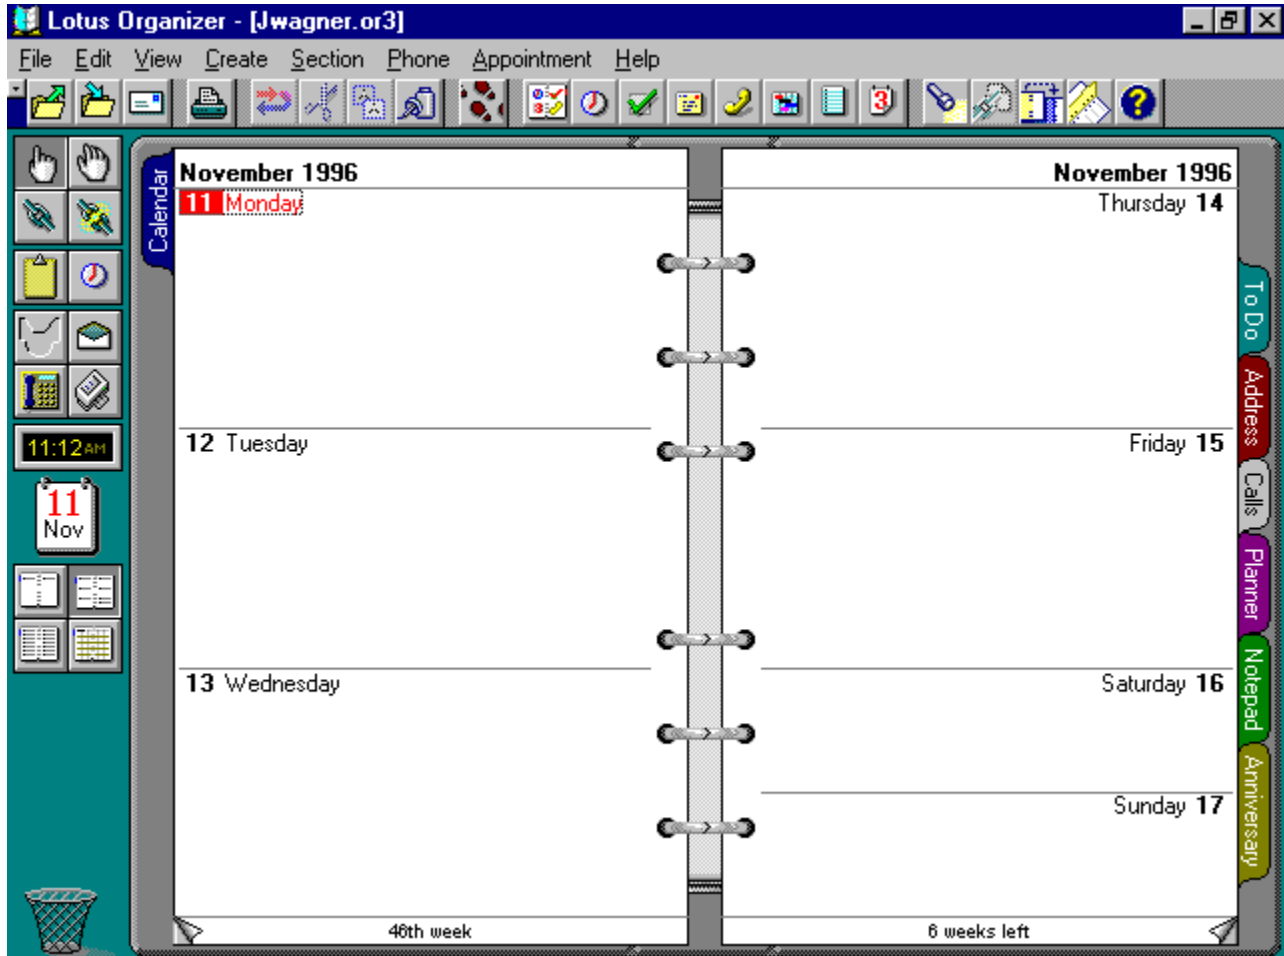 Lotus Organizer - [Jwagner.or3]
File Edit View Create Section Phone Appointment Help
3
Calendar
November 1996
11 Monday
12 Tuesday
13 Wednesday
46th week
November 1996
Thursday 14
Friday 15
Saturday 16
Sunday 17
6 weeks left
To Do
Address
Calls
Planner
Notepad
Anniversary
11:12AM
11
Nov